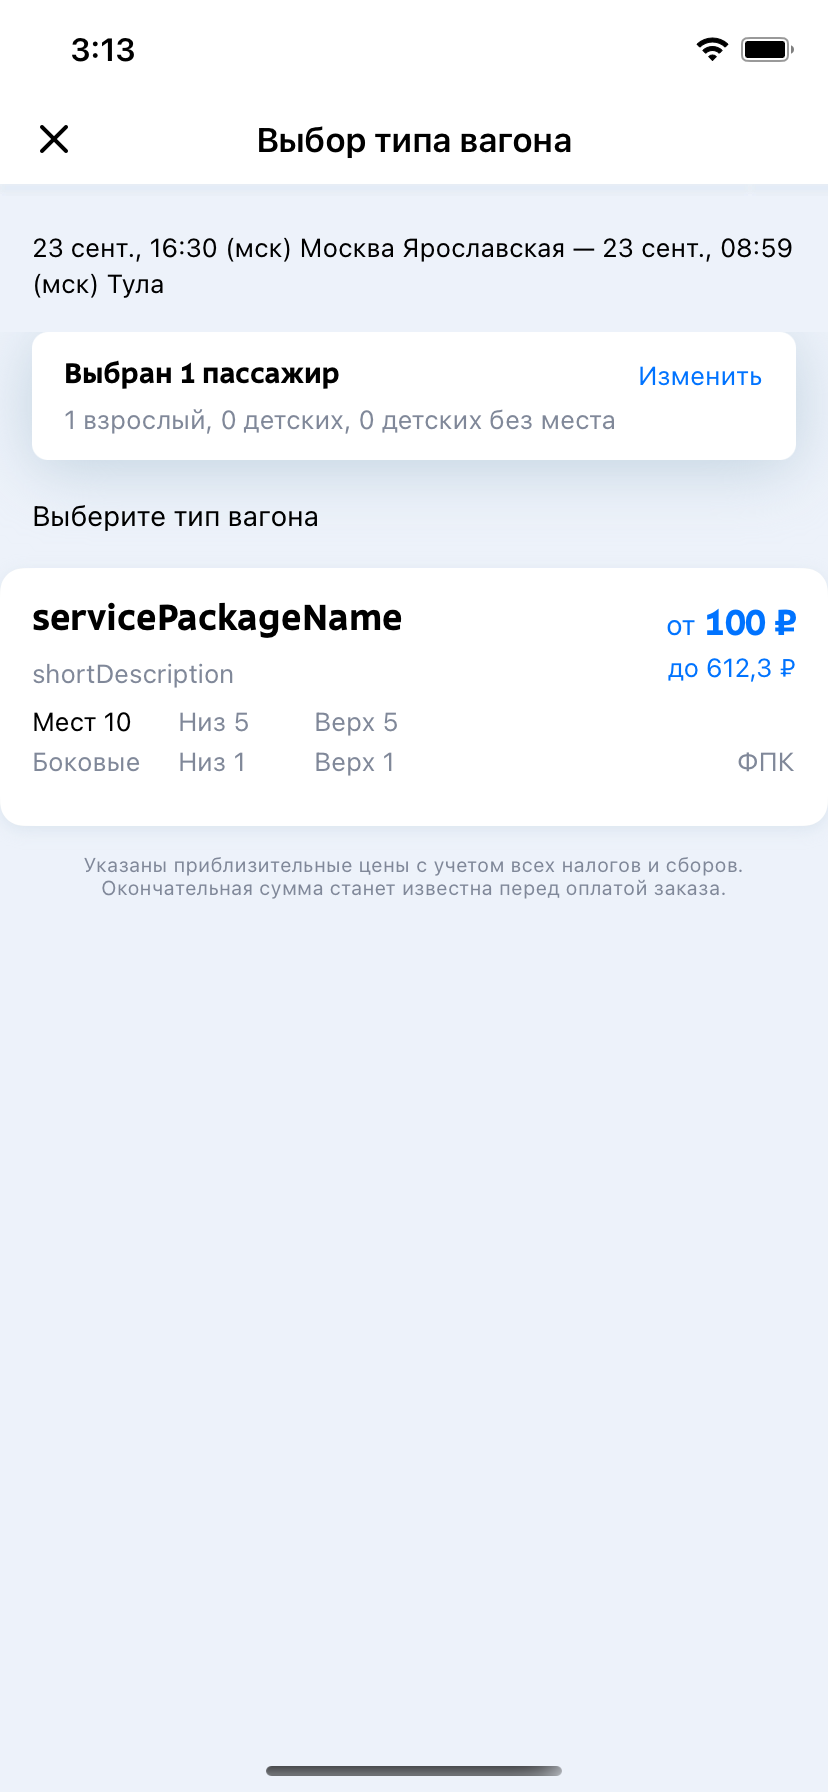 3:13
Выбор типа вагона
23 сент., 16:30 (мск) Москва Ярославская — 23 сент., 08:59
(мск) Тула
Выбран 1 пассажир
Изменить
1 взрослый, 0 детских, 0 детских без места
Выберите тип вагона
servicePackageName
от 100 ₽
shortDescription
до 612,3 ₽
Мест 10 Низ 5 Верх 5
Боковые Низ 1 Верх 1 ФПК
Указаны приблизительные цены с учетом всех налогов и сборов.
Окончательная сумма станет известна перед оплатой заказа.